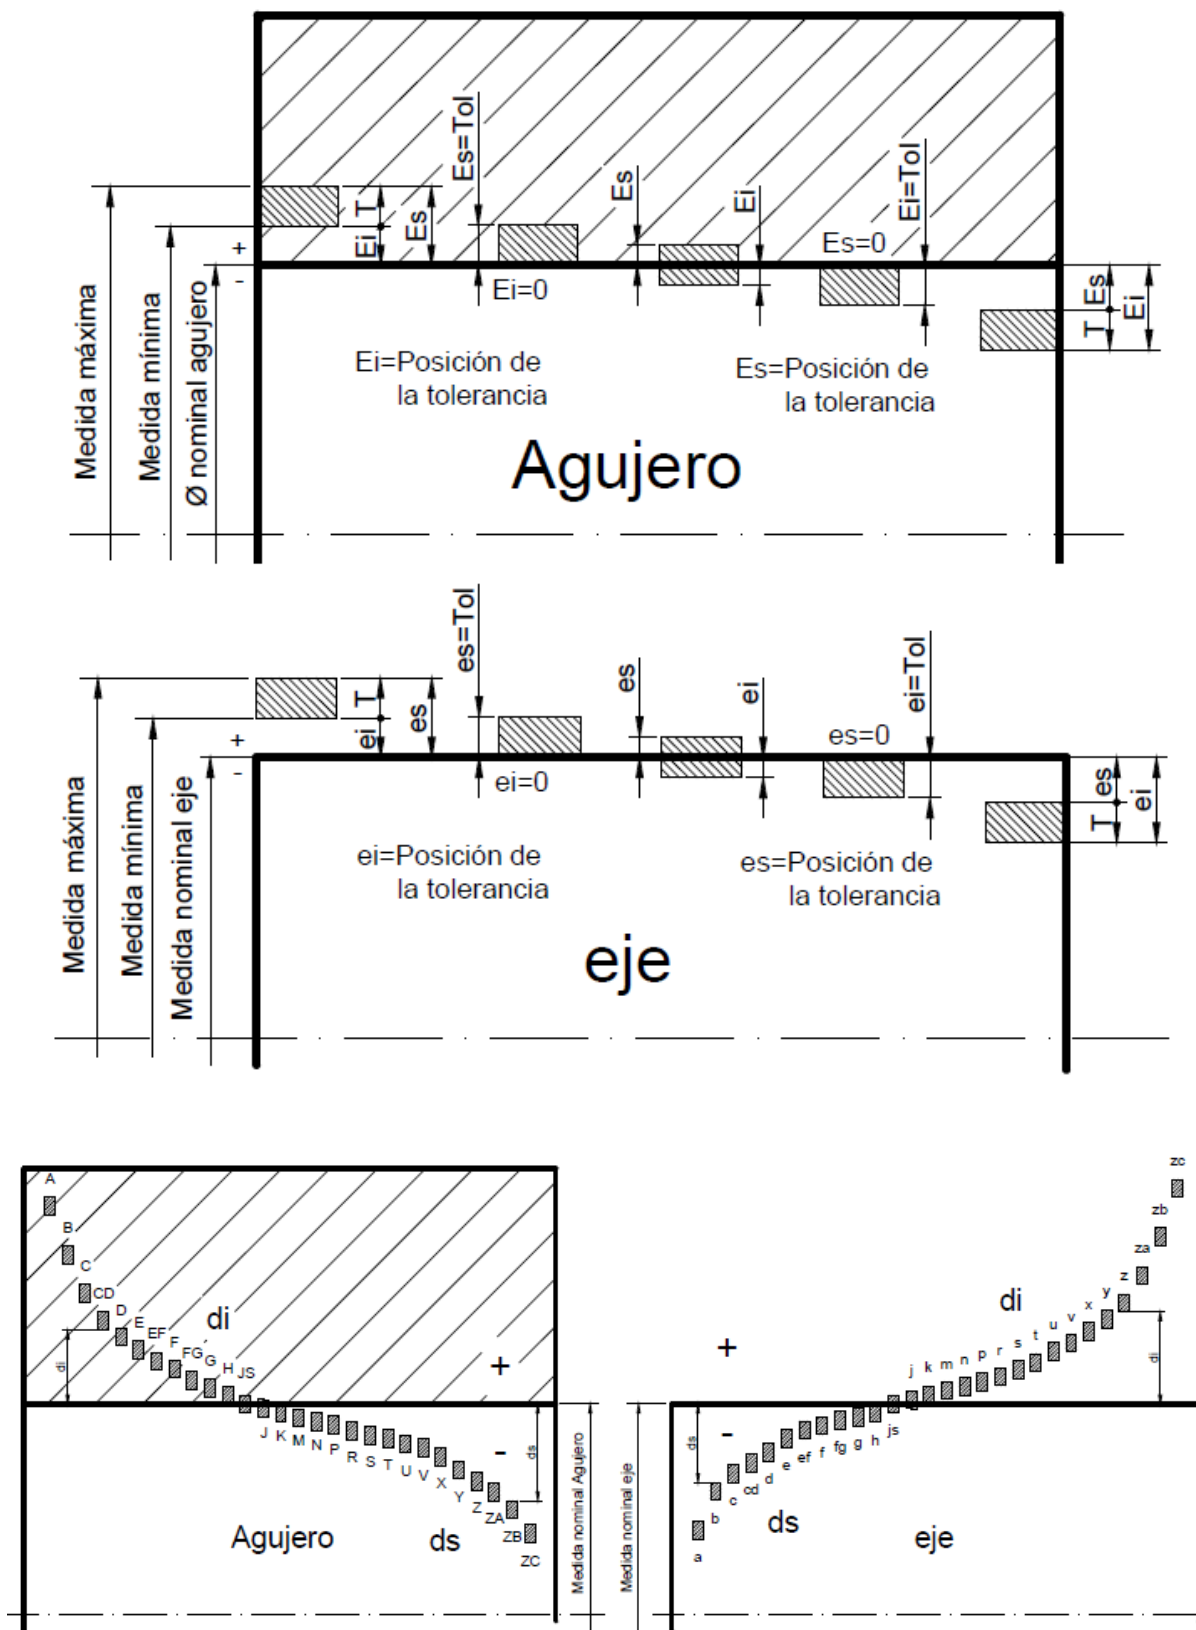 Medida máxima
Medida mínima
Ø nominal agujero
+
-
T
Ei
Es
Es=Tol
Ei=0
Es
Ei
Es=0
Ei=Tol
Es
T
Ei
Ei=Posición de
la tolerancia
Es=Posición de
la tolerancia
Agujero
Medida máxima
Medida mínima
Medida nominal eje
+
-
T
ei
es
es=Tol
ei=0
es
ei
es=0
ei=Tol
es
T
ei
ei=Posición de
la tolerancia
es=Posición de
la tolerancia
eje
A
B
C
CD
D
E
EF
F
FG
G
H
JS
di
di
+
-
J
K
M
N
P
R
S
T
U
V
X
Y
Z
ZA
ZB
ZC
ds
ds
Agujero
Medida nominal Agujero
Medida nominal eje
+
-
ds
ds
a
b
c
cd
d
e
ef
f
fg
g
h
js
j
k
m
n
p
r
s
t
u
v
x
y
z
za
zb
zc
di
di
eje